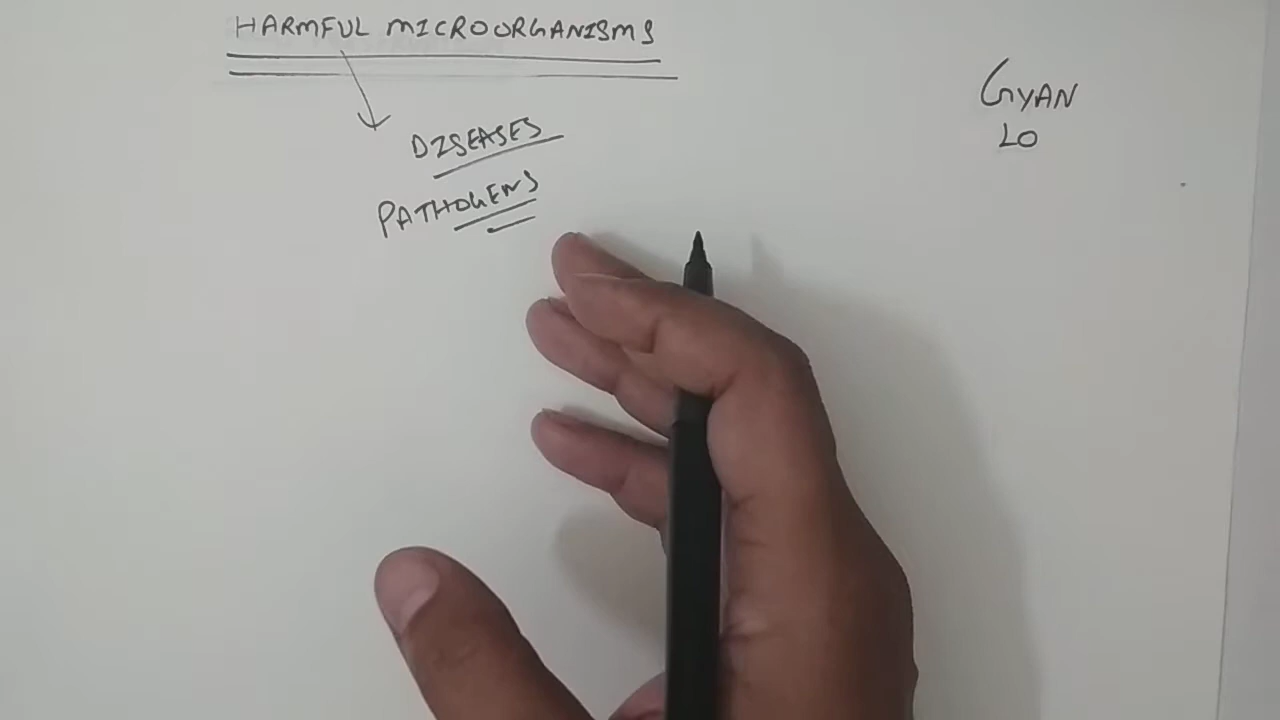 HARMFUL MICROORGANISMS
DISEASES
PATHOGENS
GYAN
LO